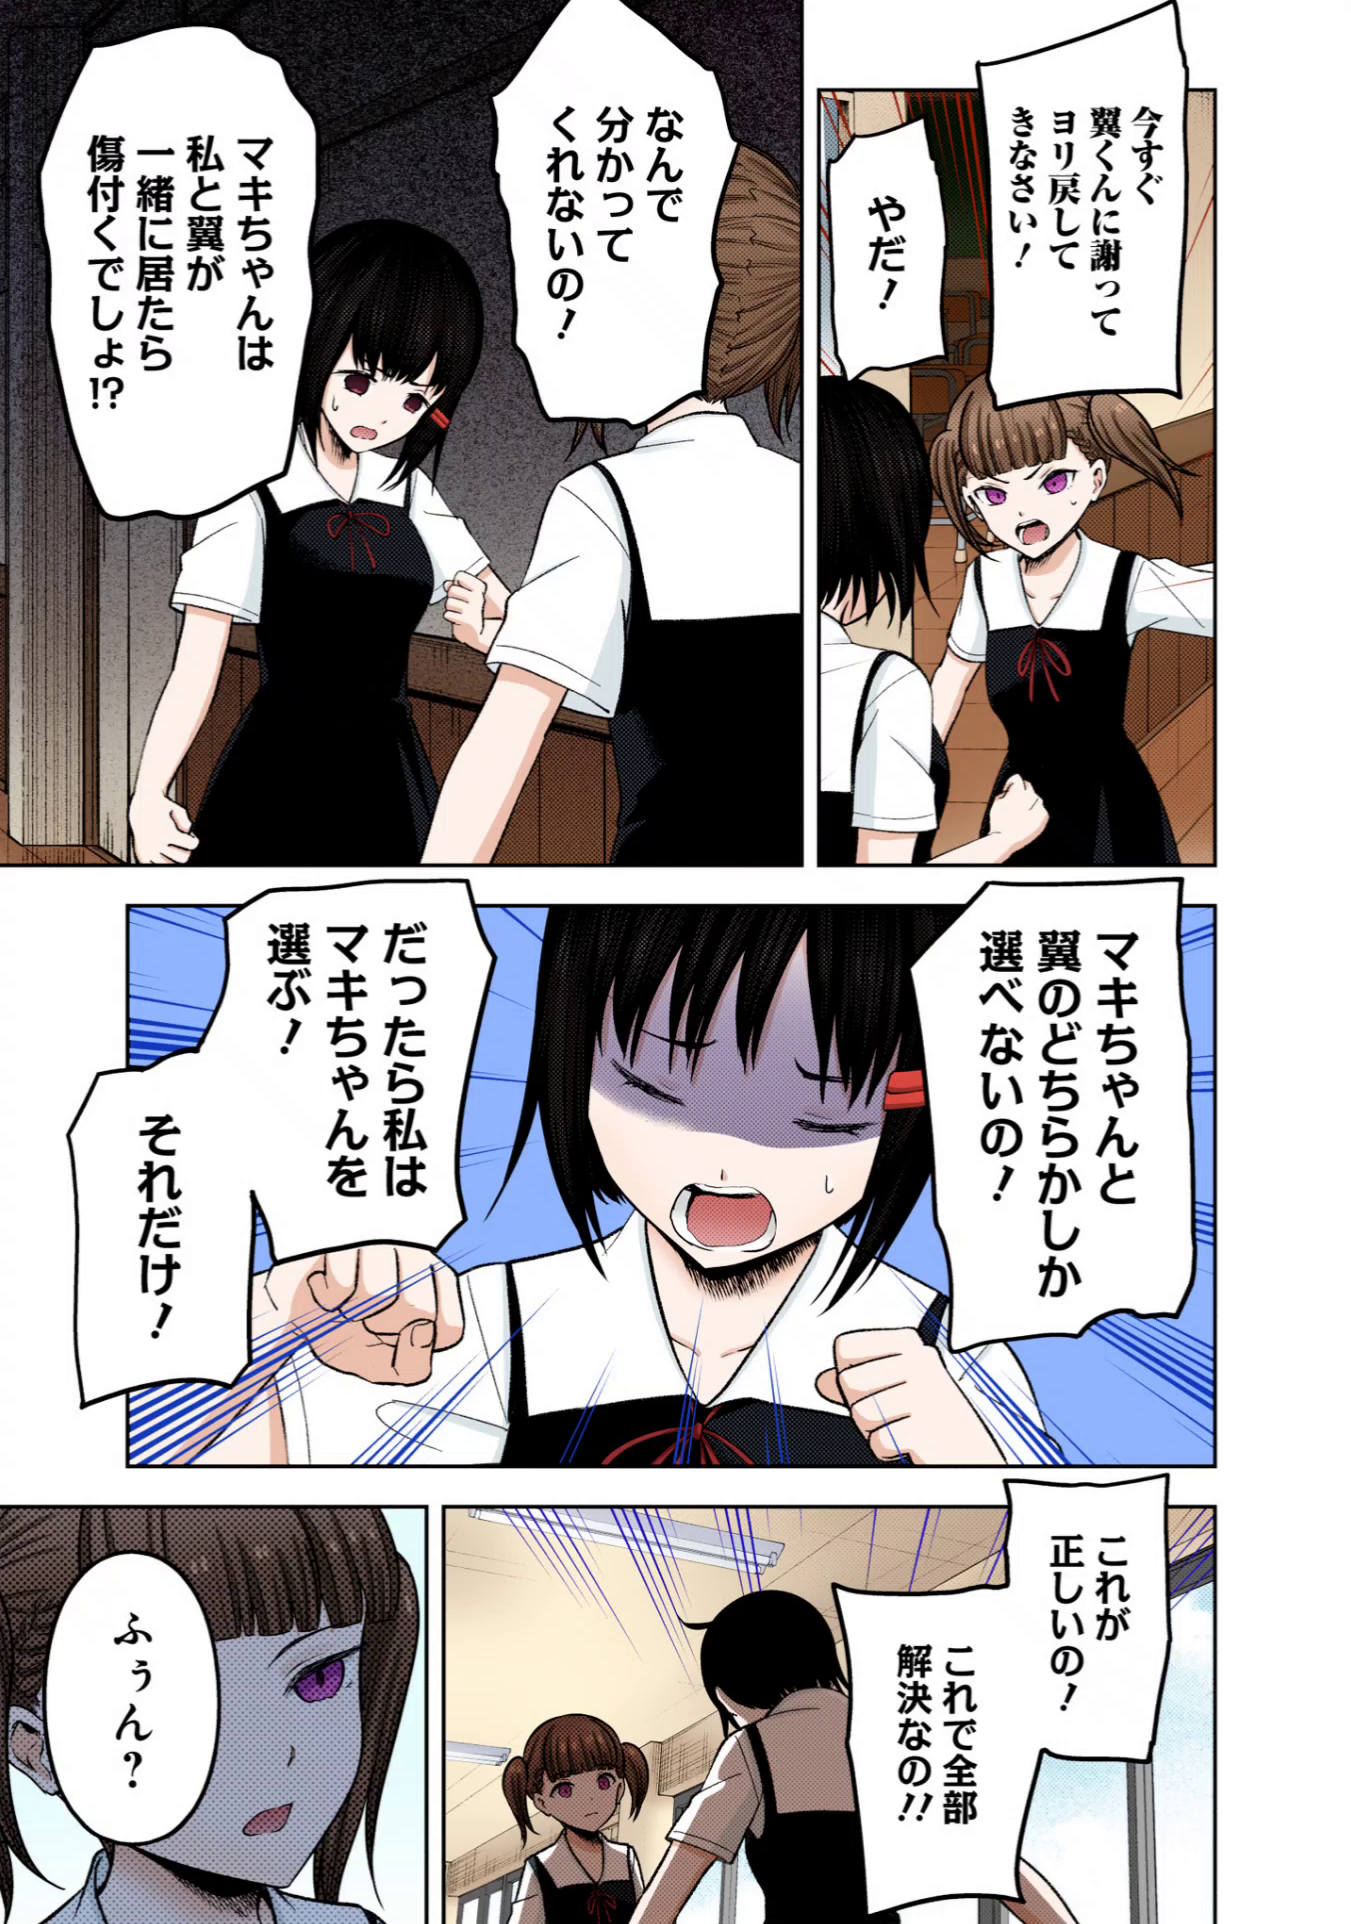 今すぐ
翼くんに謝って
ヨリ戻して
きなさい！
やだ！
なんで
分かって
くれないの！
マキちゃんは
私と翼が
一緒に居たら
傷付くでしょ!?
マキちゃんと
翼のどちらかしか
選べないの！
だったら私は
マキちゃんを
選ぶ！
それだけ！
これが
正しいの！
これで全部
解決なの!!
ふぅん？